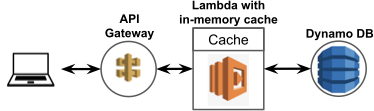 API
Gateway
Lambda with
in-memory cache
Cache
Dynamo DB